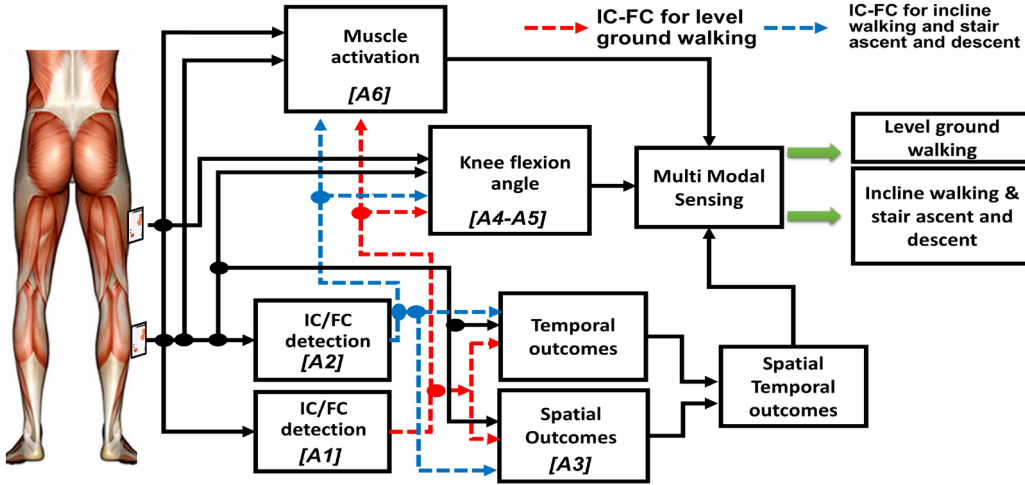 IC-FC for level
ground walking
IC-FC for incline
walking and stair
ascent and descent
Muscle
activation
[A6]
Knee flexion
angle
[A4-A5]
Multi Modal
Sensing
Level ground
walking
Incline walking &
stair ascent and
descent
IC/FC
detection
[A2]
IC/FC
detection
[A1]
Temporal
outcomes
Spatial
Outcomes
[A3]
Spatial
Temporal
outcomes